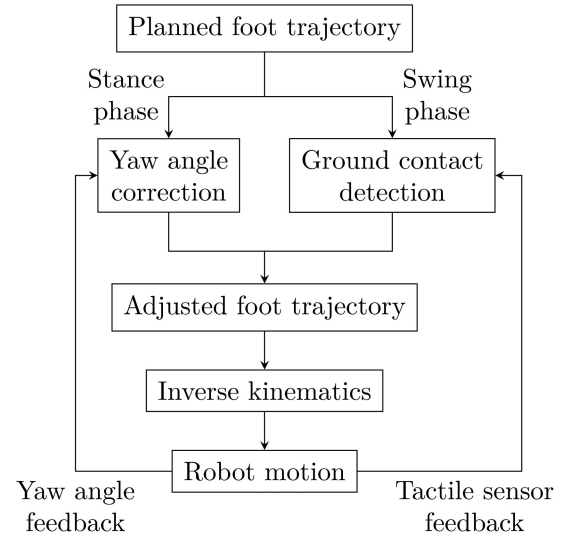 Planned foot trajectory
Stance
phase
Swing
phase
Yaw angle
correction
Ground contact
detection
Adjusted foot trajectory
Inverse kinematics
Robot motion
Yaw angle
feedback
Tactile sensor
feedback